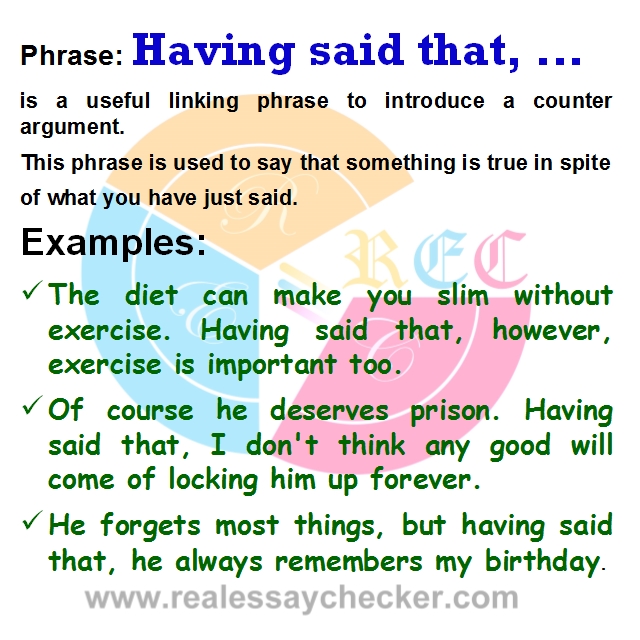 Phrase: Having said that, ...
is a useful linking phrase to introduce a counter
argument.
This phrase is used to say that something is true in spite
of what you have just said.
Examples:
R
REC
E
C
✓ The diet can make you slim without
exercise. Having said that, however,
exercise is important too.
✓ Of course he deserves prison. Having
said that, I don't think any good will
come of locking him up forever.
✓ He forgets most things, but having said
that, he always remembers my birthday.
www.realessaychecker.com